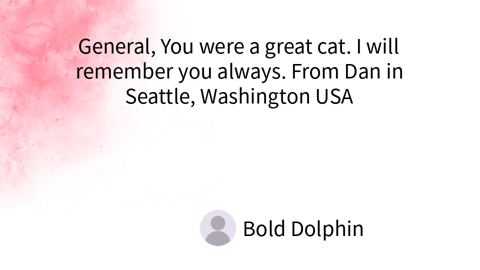 General, You were a great cat. I will
remember you always. From Dan in
Seattle, Washington USA
Bold Dolphin